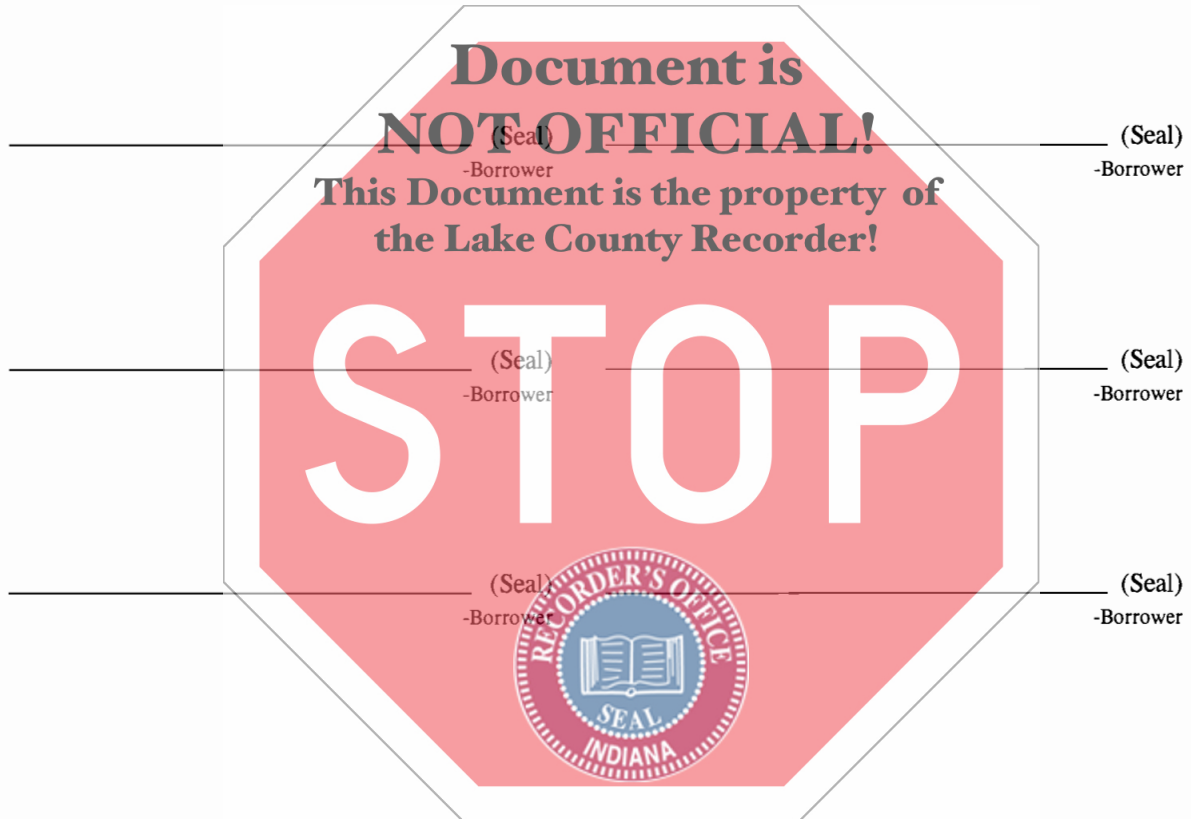 Document is
NOT OFFICIAL!
(Seal) (Seal)
-Borrower -Borrower
This Document is the property of
the Lake County Recorder!
STOP
(Seal) (Seal)
-Borrower -Borrower
(Seal) (Seal)
-Borrower -Borrower
RECORDER'S OFFICE
SEAL
INDIANA